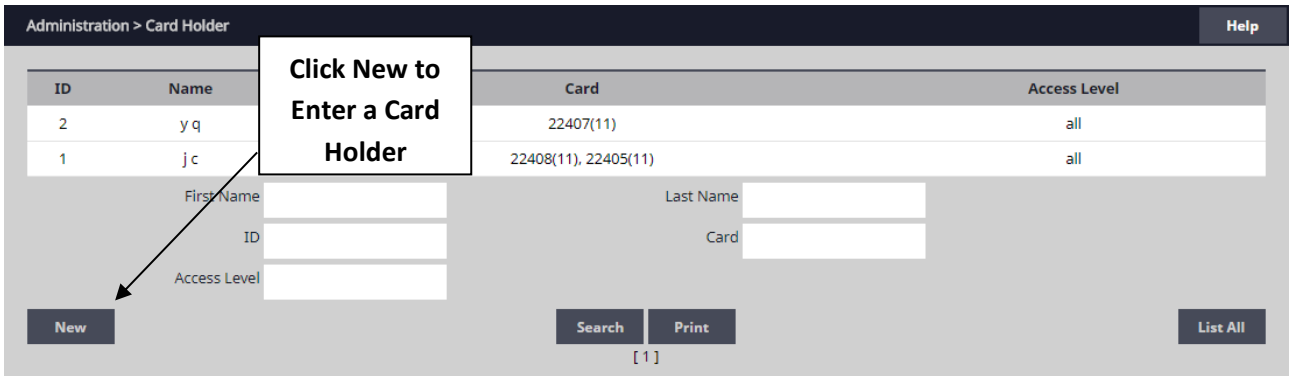 Administration > Card Holder Help
Click New to
Enter a Card
Holder
ID Name Card Access Level
2 y q 22407(11) all
1 j c 22408(11), 22405(11) all
First Name Last Name
ID Card
Access Level
New Search Print List All
[ 1 ]